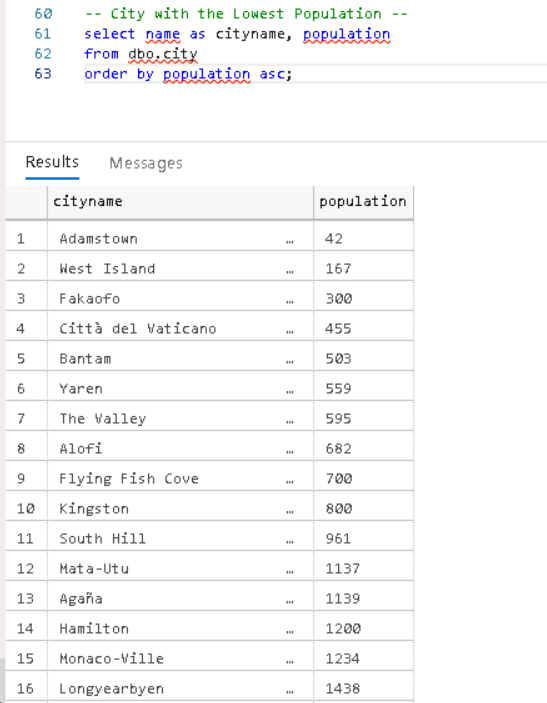 60 -- City with the Lowest Population --
61 select name as cityname, population
62 from dbo.city
63 order by population asc;
Results Messages
cityname population
1 Adamstown … 42
2 West Island … 167
3 Fakaofo … 300
4 Città del Vaticano … 455
5 Bantam … 503
6 Yaren … 559
7 The Valley … 595
8 Alofi … 682
9 Flying Fish Cove … 700
10 Kingston … 800
11 South Hill … 961
12 Mata-Utu … 1137
13 Agaña … 1139
14 Hamilton … 1200
15 Monaco-Ville … 1234
16 Longyearbyen … 1438